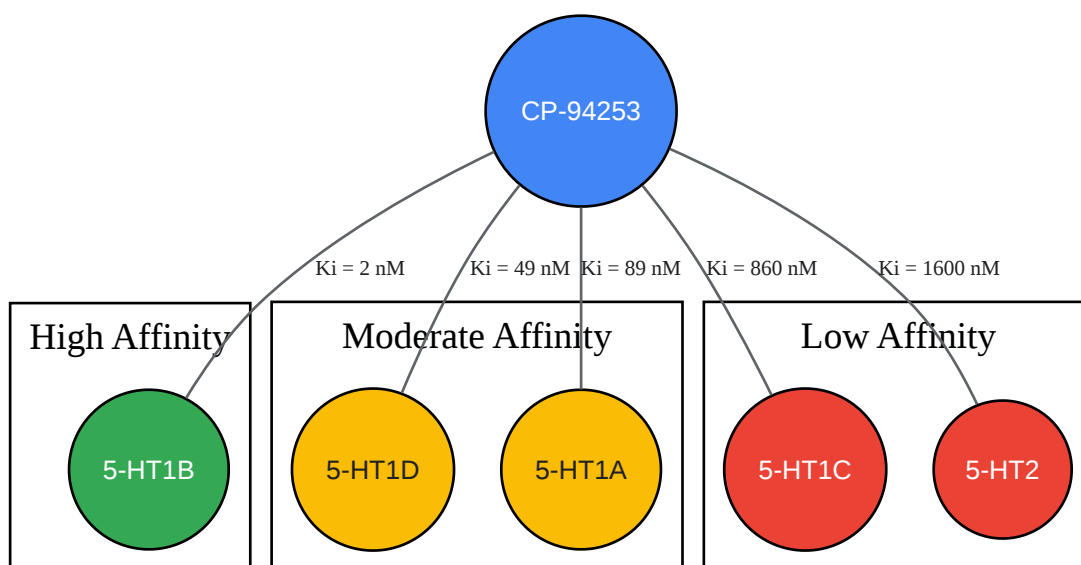 CP-94253
Ki = 2 nM
Ki = 49 nM
Ki = 89 nM
Ki = 860 nM
Ki = 1600 nM
High Affinity
Moderate Affinity
Low Affinity
5-HT1B
5-HT1D
5-HT1A
5-HT1C
5-HT2